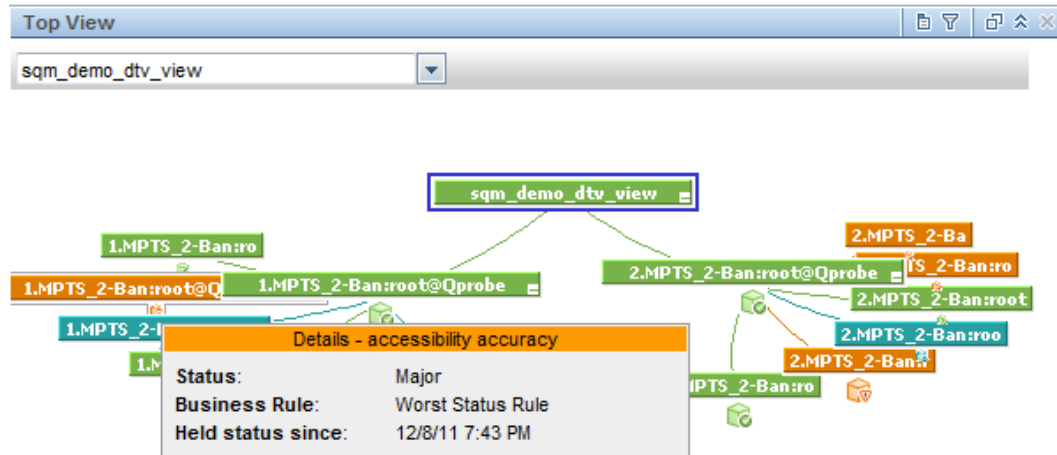 Top View
sqm_demo_dtv_view
sqm_demo_dtv_view
1.MPTS_2-Ban:ro
2.MPTS_2-Ba
1.MPTS_2-Ban:root@Q
1.MPTS_2-Ban:root@Qprobe
2.MPTS_2-Ban:root@Qprobe
TS_2-Ban:ro
2.MPTS_2-Ban:root
1.MPTS_2-
2.MPTS_2-Ban:roo
1.M
2.MPTS_2-Ban:
IPTS_2-Ban:ro
Details - accessibility accuracy
Status: Major
Business Rule: Worst Status Rule
Held status since: 12/8/11 7:43 PM